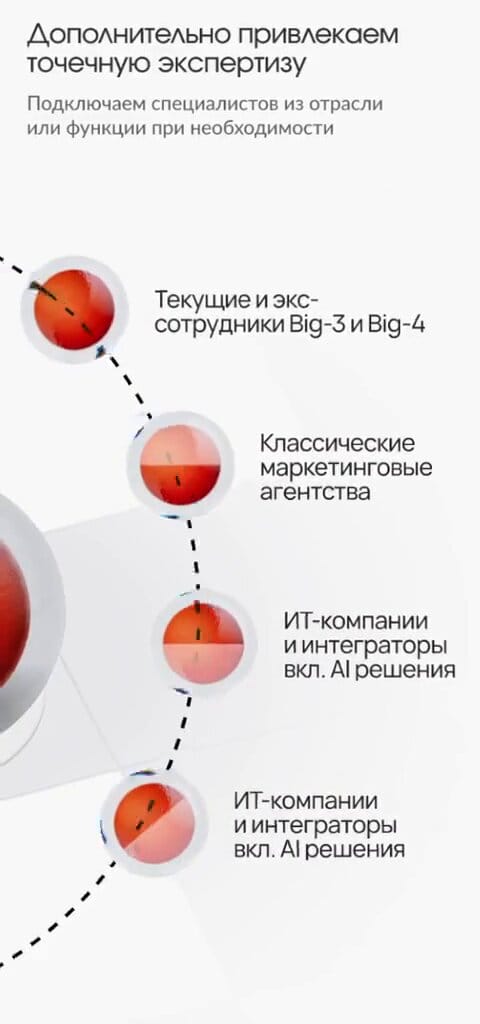 Дополнительно привлекаем
точечную экспертизу
Подключаем специалистов из отрасли
или функции при необходимости
Текущие и экс-
сотрудники Big-3 и Big-4
Классические
маркетинговые
агентства
ИТ-компании
и интеграторы
вкл. AI решения
ИТ-компании
и интеграторы
вкл. AI решения